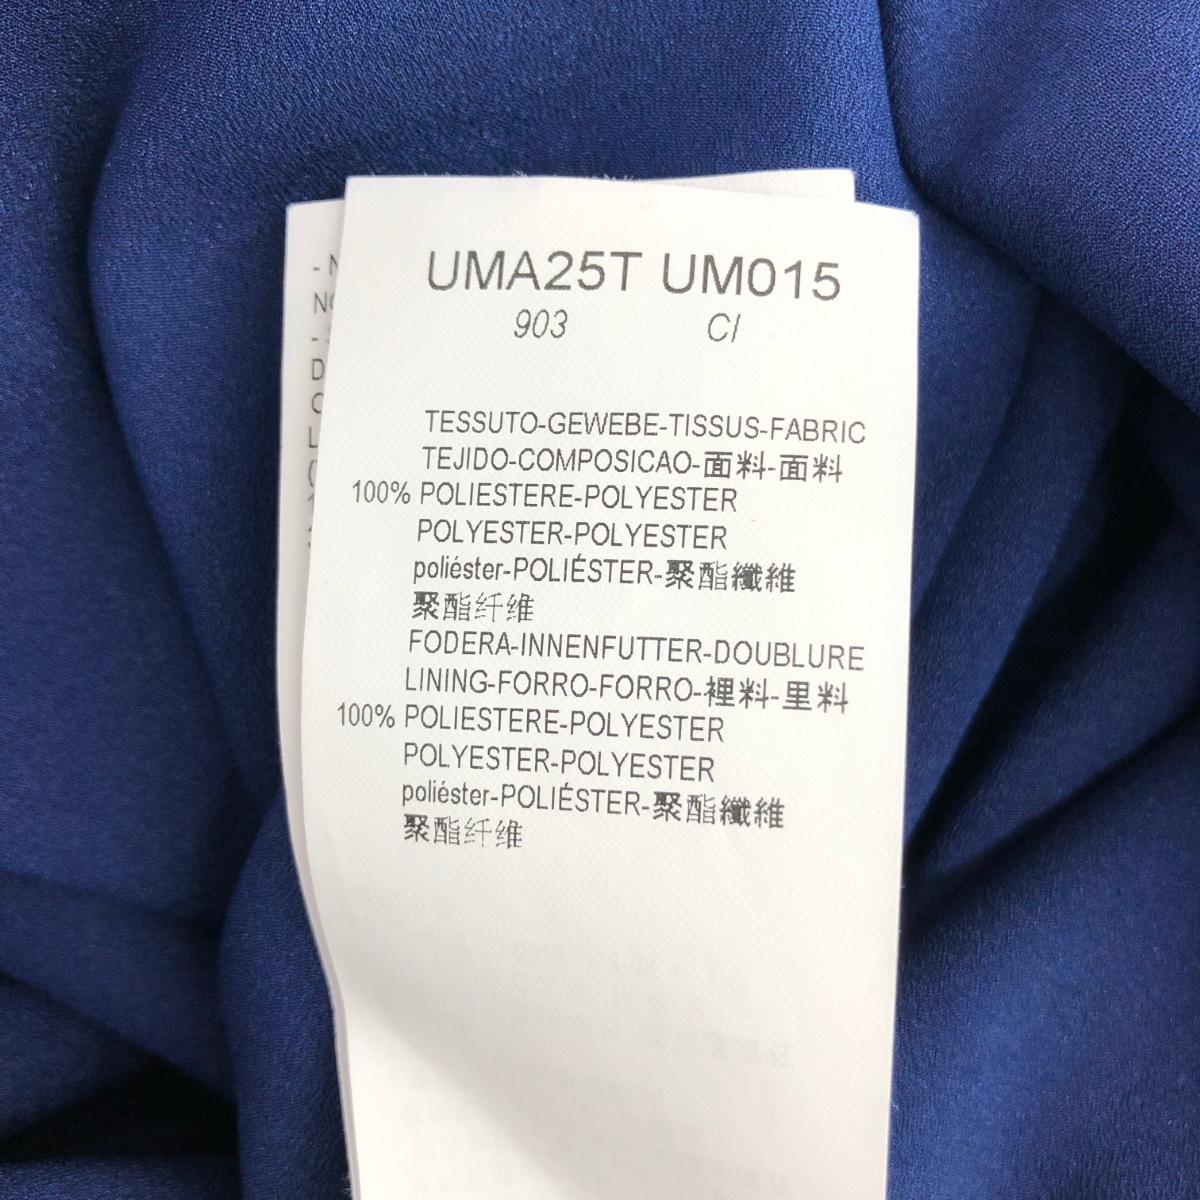 UMA25T UM015
903 CI
TESSUTO-GEWEBE-TISSUS-FABRIC
TEJIDO-COMPOSICAO-面料-面料
100% POLIESTERE-POLYESTER
POLYESTER-POLYESTER
poliéster-POLIÉSTER-聚酯纖維
聚酯纤维
FODERA-INNENFUTTER-DOUBLURE
LINING-FORRO-FORRO-裡料-里料
100% POLIESTERE-POLYESTER
POLYESTER-POLYESTER
poliéster-POLIÉSTER-聚酯纖維
聚酯纤维